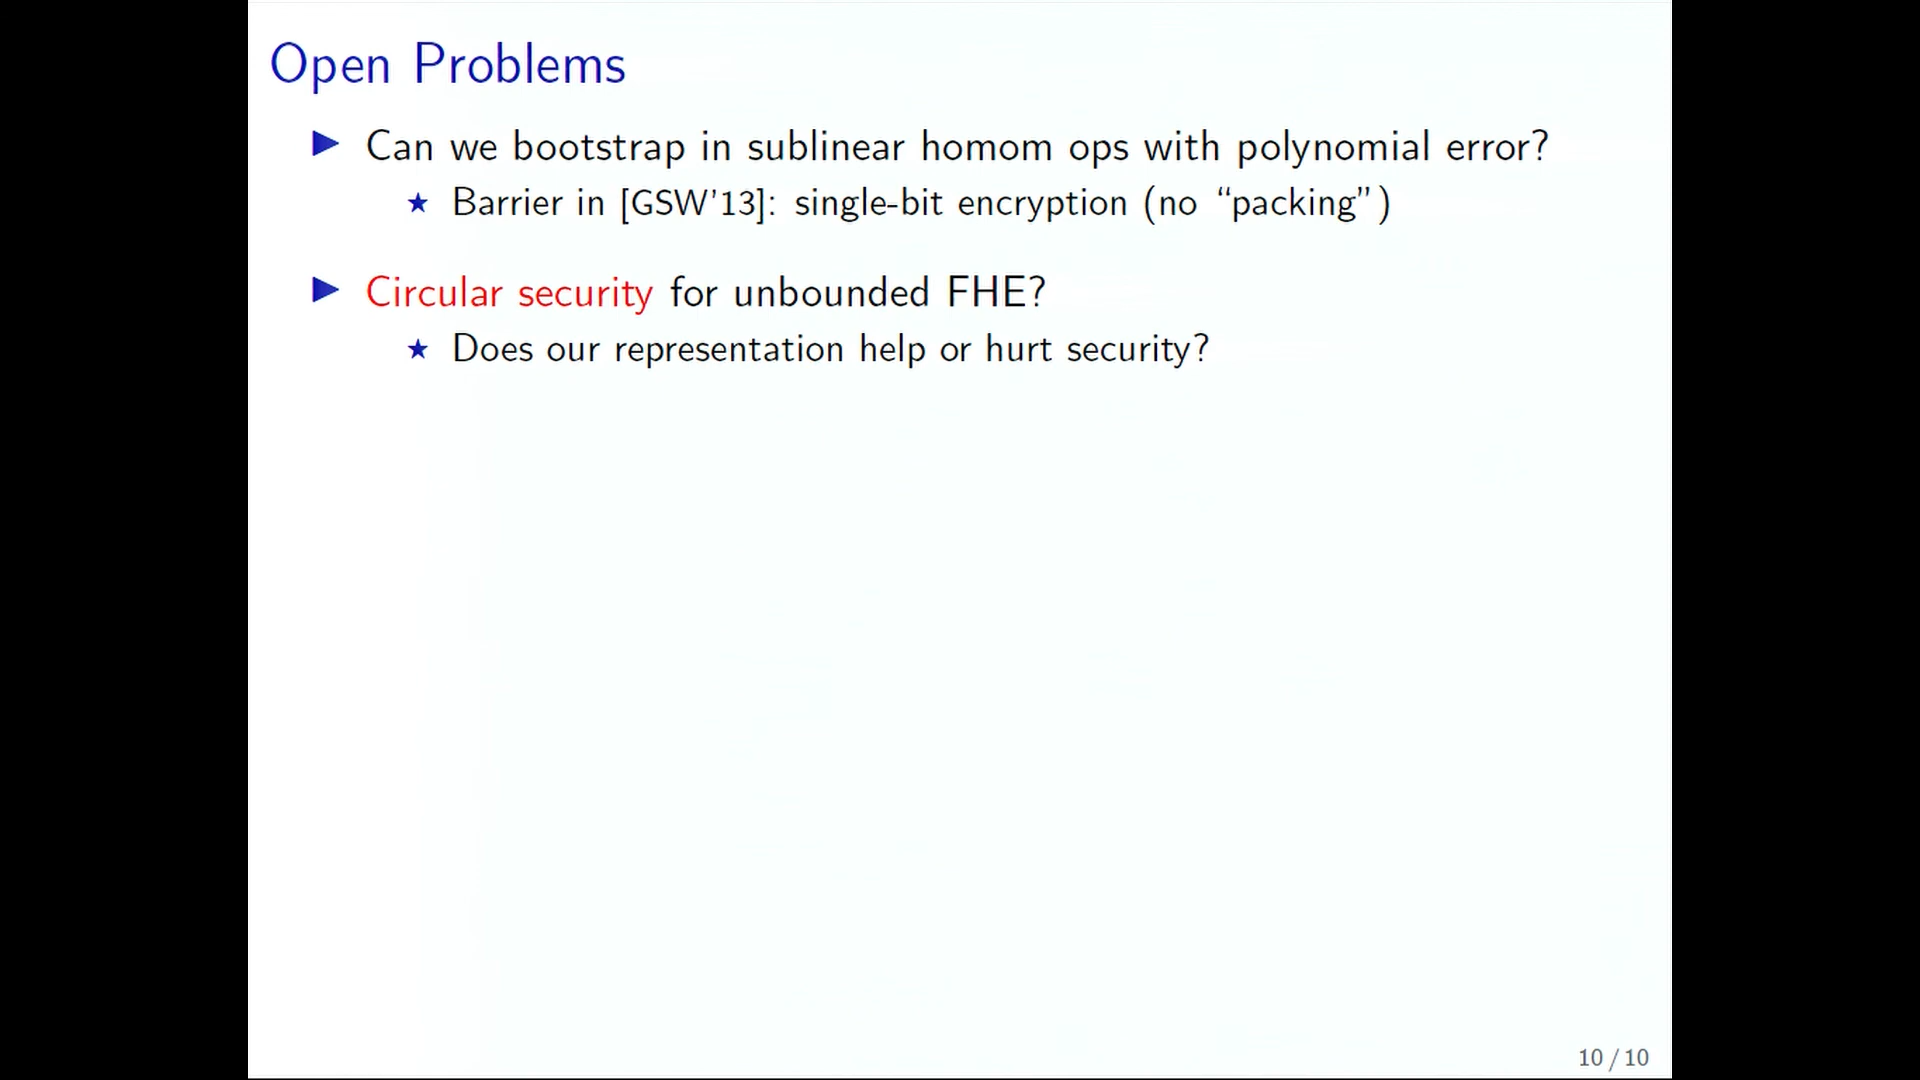 Open Problems
Can we bootstrap in sublinear homom ops with polynomial error?
Barrier in [GSW'13]: single-bit encryption (no “packing”)
Circular security for unbounded FHE?
Does our representation help or hurt security?
10 / 10